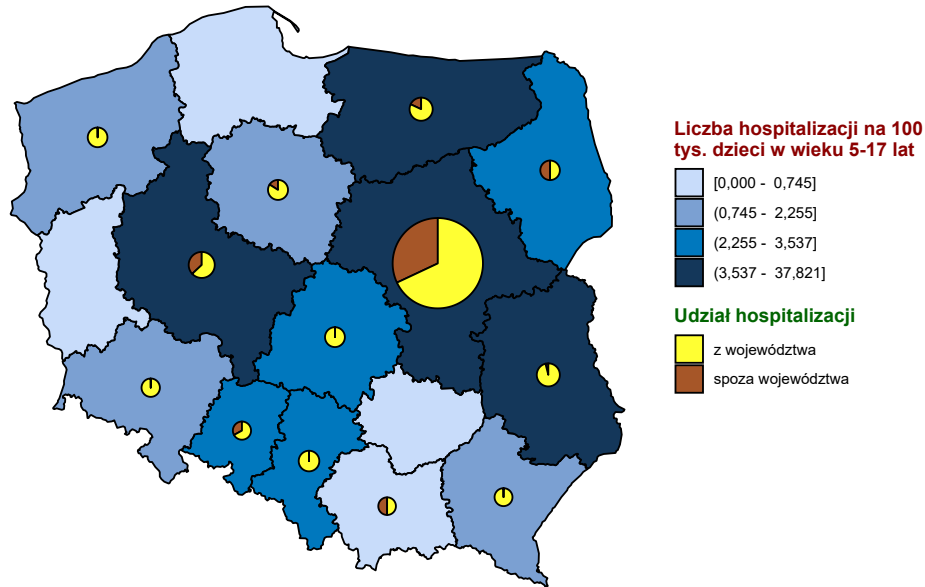 Liczba hospitalizacji na 100
tys. dzieci w wieku 5-17 lat
[0,000 - 0,745]
(0,745 - 2,255]
(2,255 - 3,537]
(3,537 - 37,821]
Udział hospitalizacji
z województwa
spoza województwa